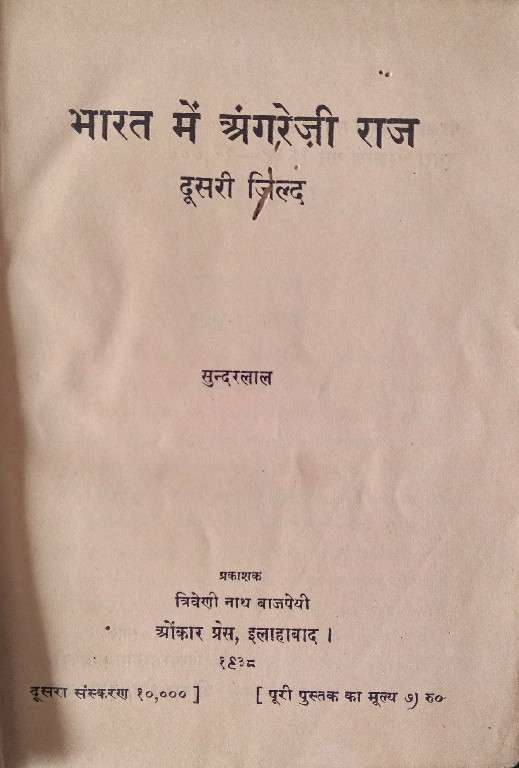 भारत में अंगरेज़ी राज
दूसरी जिल्द
सुन्दरलाल
प्रकाशक
त्रिवेणी नाथ बाजपेयी
ओंकार प्रेस, इलाहाबाद ।
१९३८
दूसरा संस्करण १०,००० ] [ पूरी पुस्तक का मूल्य ७) रु०